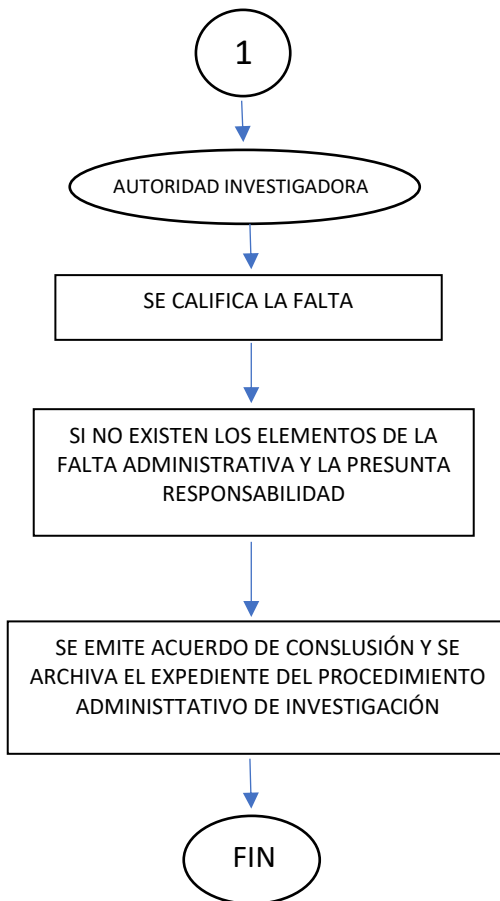 1
AUTORIDAD INVESTIGADORA
SE CALIFICA LA FALTA
SI NO EXISTEN LOS ELEMENTOS DE LA
FALTA ADMINISTRATIVA Y LA PRESUNTA
RESPONSABILIDAD
SE EMITE ACUERDO DE CONSLUSIÓN Y SE
ARCHIVA EL EXPEDIENTE DEL PROCEDIMIENTO
ADMINISTTATIVO DE INVESTIGACIÓN
FIN